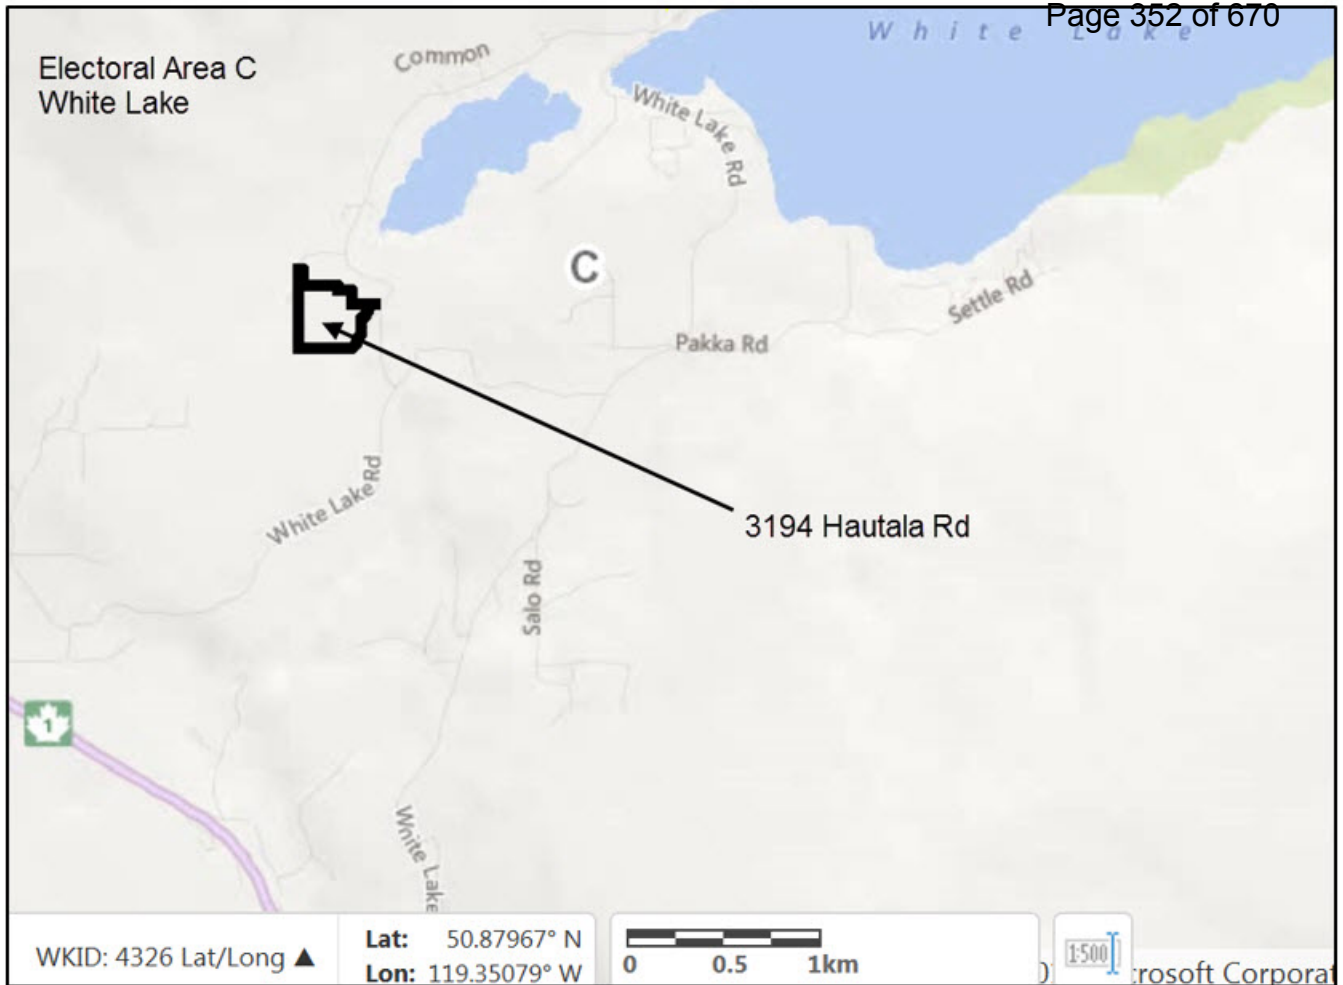 Page 352 of 670
White Lake
Electoral Area C
White Lake
Common
White Lake Rd
C
Settle Rd
Pakka Rd
White Lake Rd
3194 Hautala Rd
Salo Rd
1
White Lake
WKID: 4326 Lat/Long ▲
Lat: 50.87967° N
Lon: 119.35079° W
0 0.5 1km
1:500
crosoft Corporat